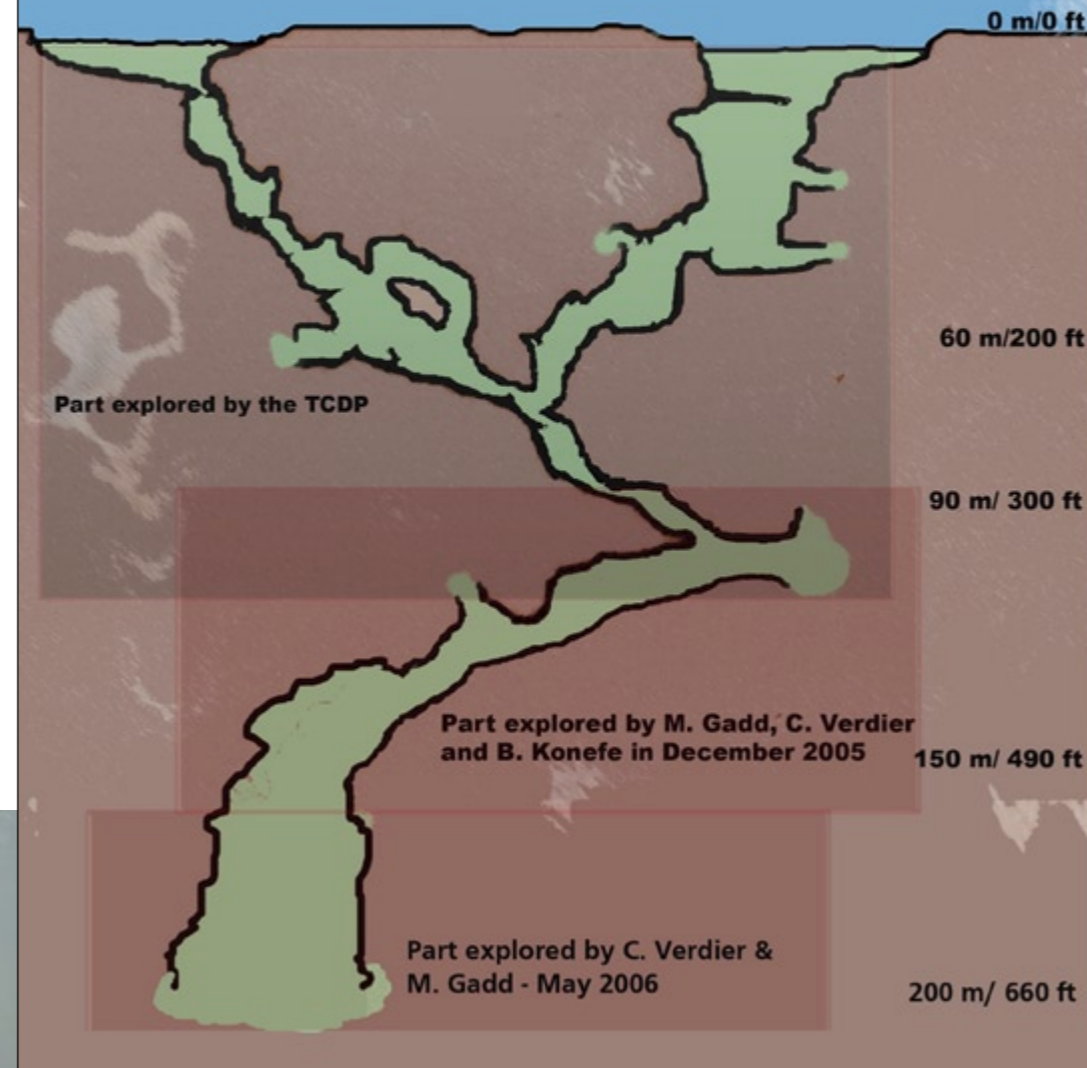 0 m/0 ft
60 m/200 ft
Part explored by the TCDP
90 m/ 300 ft
Part explored by M. Gadd, C. Verdier
and B. Konefe in December 2005
150 m/ 490 ft
Part explored by C. Verdier &
M. Gadd - May 2006
200 m/ 660 ft